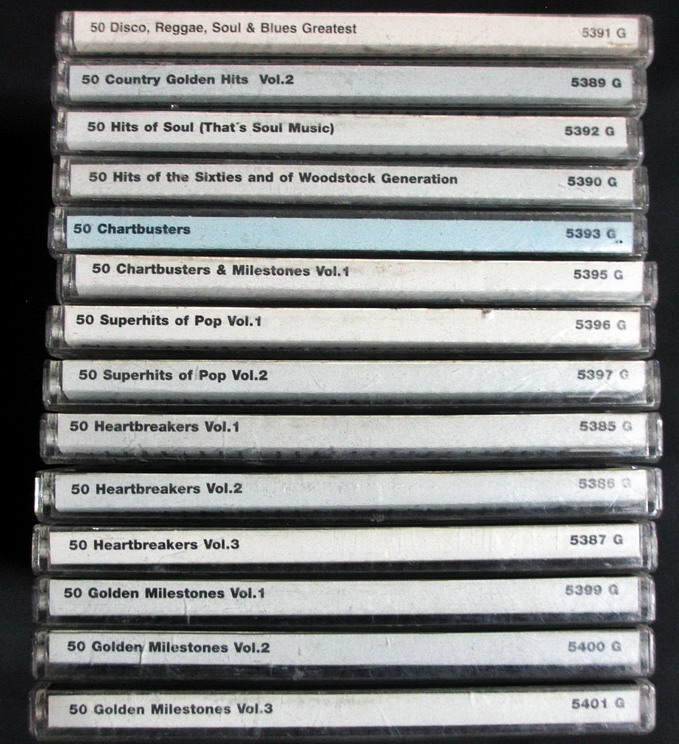 50 Disco, Reggae, Soul & Blues Greatest 5391 G
50 Country Golden Hits Vol.2 5389 G
50 Hits of Soul (That's Soul Music) 5392 G
50 Hits of the Sixties and of Woodstock Generation 5390 G
50 Chartbusters 5393 G
50 Chartbusters & Milestones Vol.1 5395 G
50 Superhits of Pop Vol.1 5396 G
50 Superhits of Pop Vol.2 5397 G
50 Heartbreakers Vol.1 5385 G
50 Heartbreakers Vol.2 5386 G
50 Heartbreakers Vol.3 5387 G
50 Golden Milestones Vol.1 5399 G
50 Golden Milestones Vol.2 5400 G
50 Golden Milestones Vol.3 5401 G